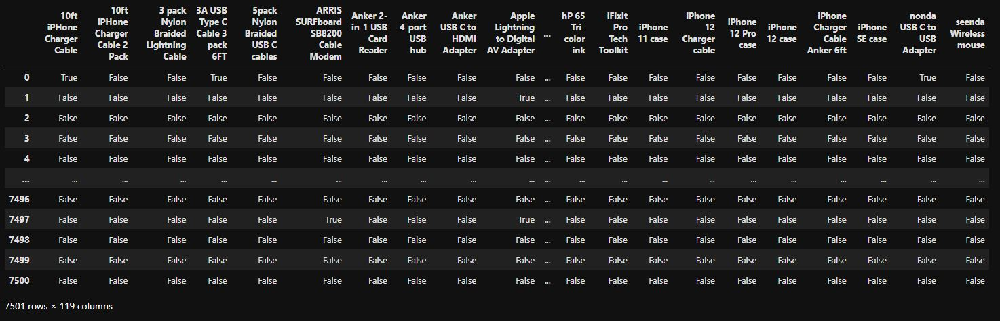 10ft iPHone Charger Cable 10ft iPHone Charger Cable 2 Pack 3 pack Nylon Braided Lightning Cable 3A USB Type C Cable 3 pack 6FT 5pack Nylon Braided USB C cables ARRIS SURFboard SB8200 Cable Modem Anker 2-in-1 USB Card Reader Anker 4-port USB hub Anker USB C to HDMI Adapter Apple Lightning to Digital AV Adapter ... hP 65 Tri-color ink iFixit Pro Tech Toolkit iPhone 11 case iPhone 12 Charger cable iPhone 12 Pro case iPhone 12 case iPhone Charger Cable Anker 6ft iPhone SE case nonda USB C to USB Adapter seenda Wireless mouse
0 True False False True False False False False False False ... False False False False False False False False True False
1 False False False False False False False False False True ... False False False False False False False False False False
2 False False False False False False False False False False ... False False False False False False False False False False
3 False False False False False False False False False False ... False False False False False False False False False False
4 False False False False False False False False False False ... False False False False False False False False False False
... ... ... ... ... ... ... ... ... ... ... ... ... ... ... ... ... ... ... ... ... ...
7496 False False False False False False False False False False ... False False False False False False False False False False
7497 False False False False False True False False False True ... False False False False False False False False False False
7498 False False False False False False False False False False ... False False False False False False False False False False
7499 False False False False False False False False False False ... False False False False False False False False False False
7500 False False False False False False False False False False ... False False False False False False False False False False
7501 rows × 119 columns